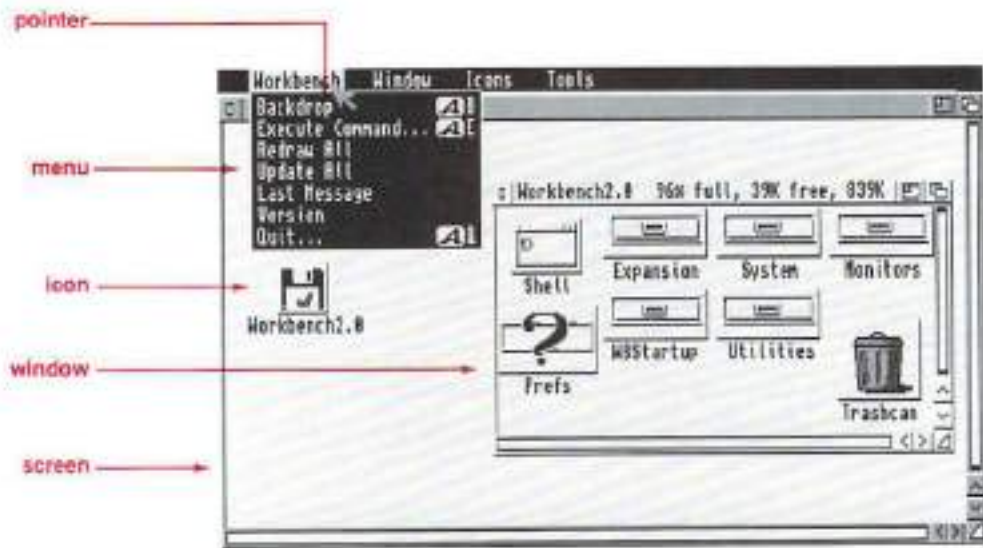 pointer
Workbench Window Icons Tools
Backdrop A B
Execute Command... A E
Redraw All
menu
Update All
Last Message
Version
Quit... A
Workbench2.0 96% full, 39K free, 839K
Shell
Expansion
System
Monitors
icon
Workbench2.0
window
Prefs
WBStartup
Utilities
Trashcan
screen